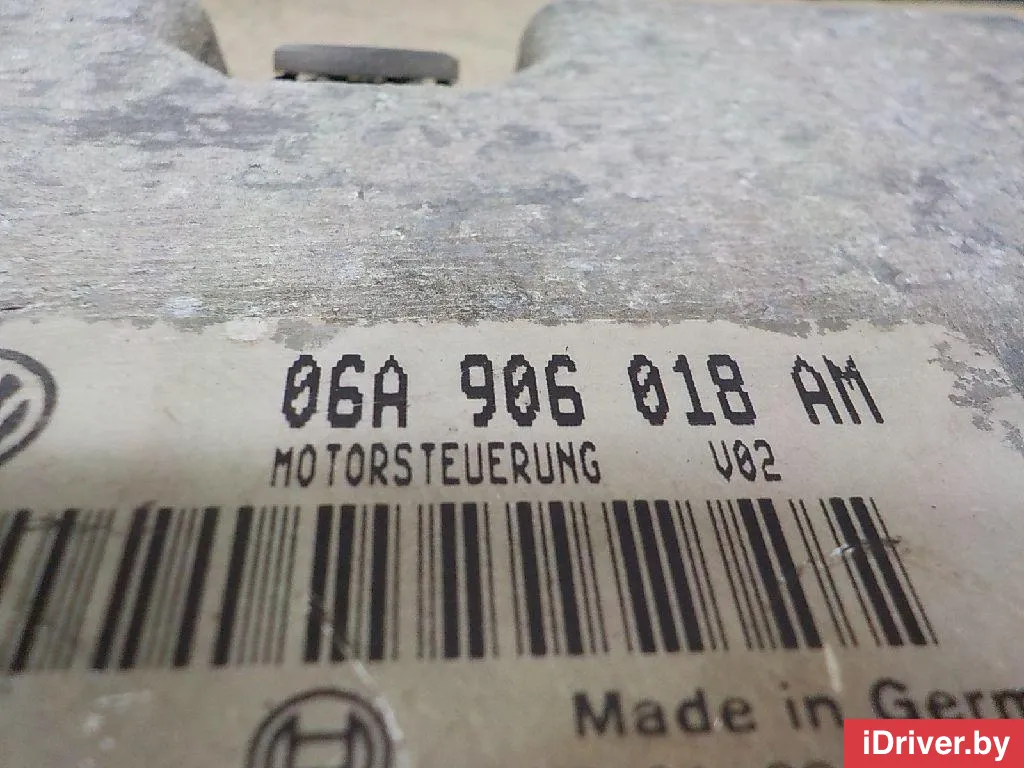 06A 906 018 AM
MOTORSTEUERUNG V02
Made in
iDriver.by